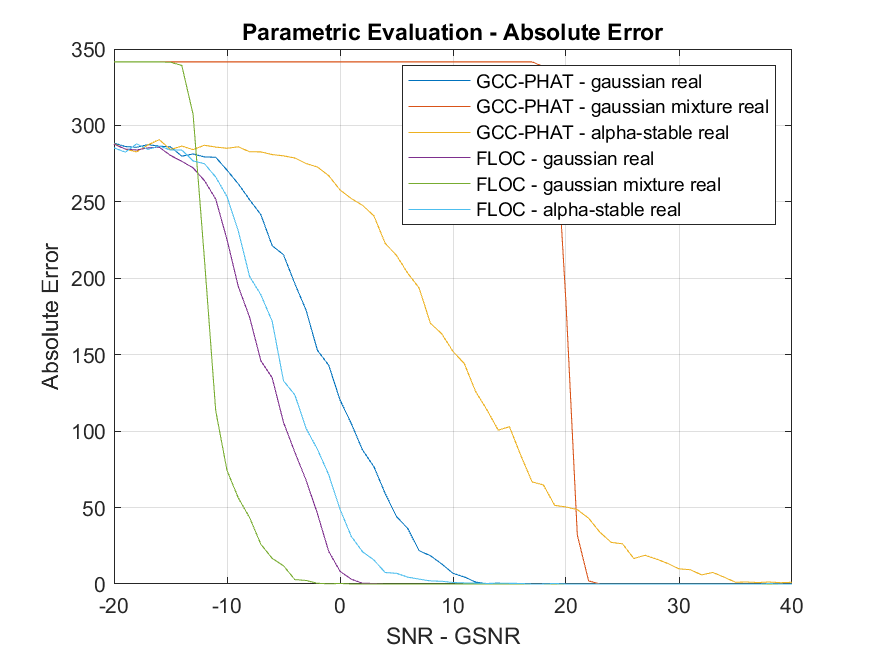 Parametric Evaluation - Absolute Error
350
300
250
200
150
100
50
0
Absolute Error
GCC-PHAT - gaussian real
GCC-PHAT - gaussian mixture real
GCC-PHAT - alpha-stable real
FLOC - gaussian real
FLOC - gaussian mixture real
FLOC - alpha-stable real
-20 -10 0 10 20 30 40
SNR - GSNR